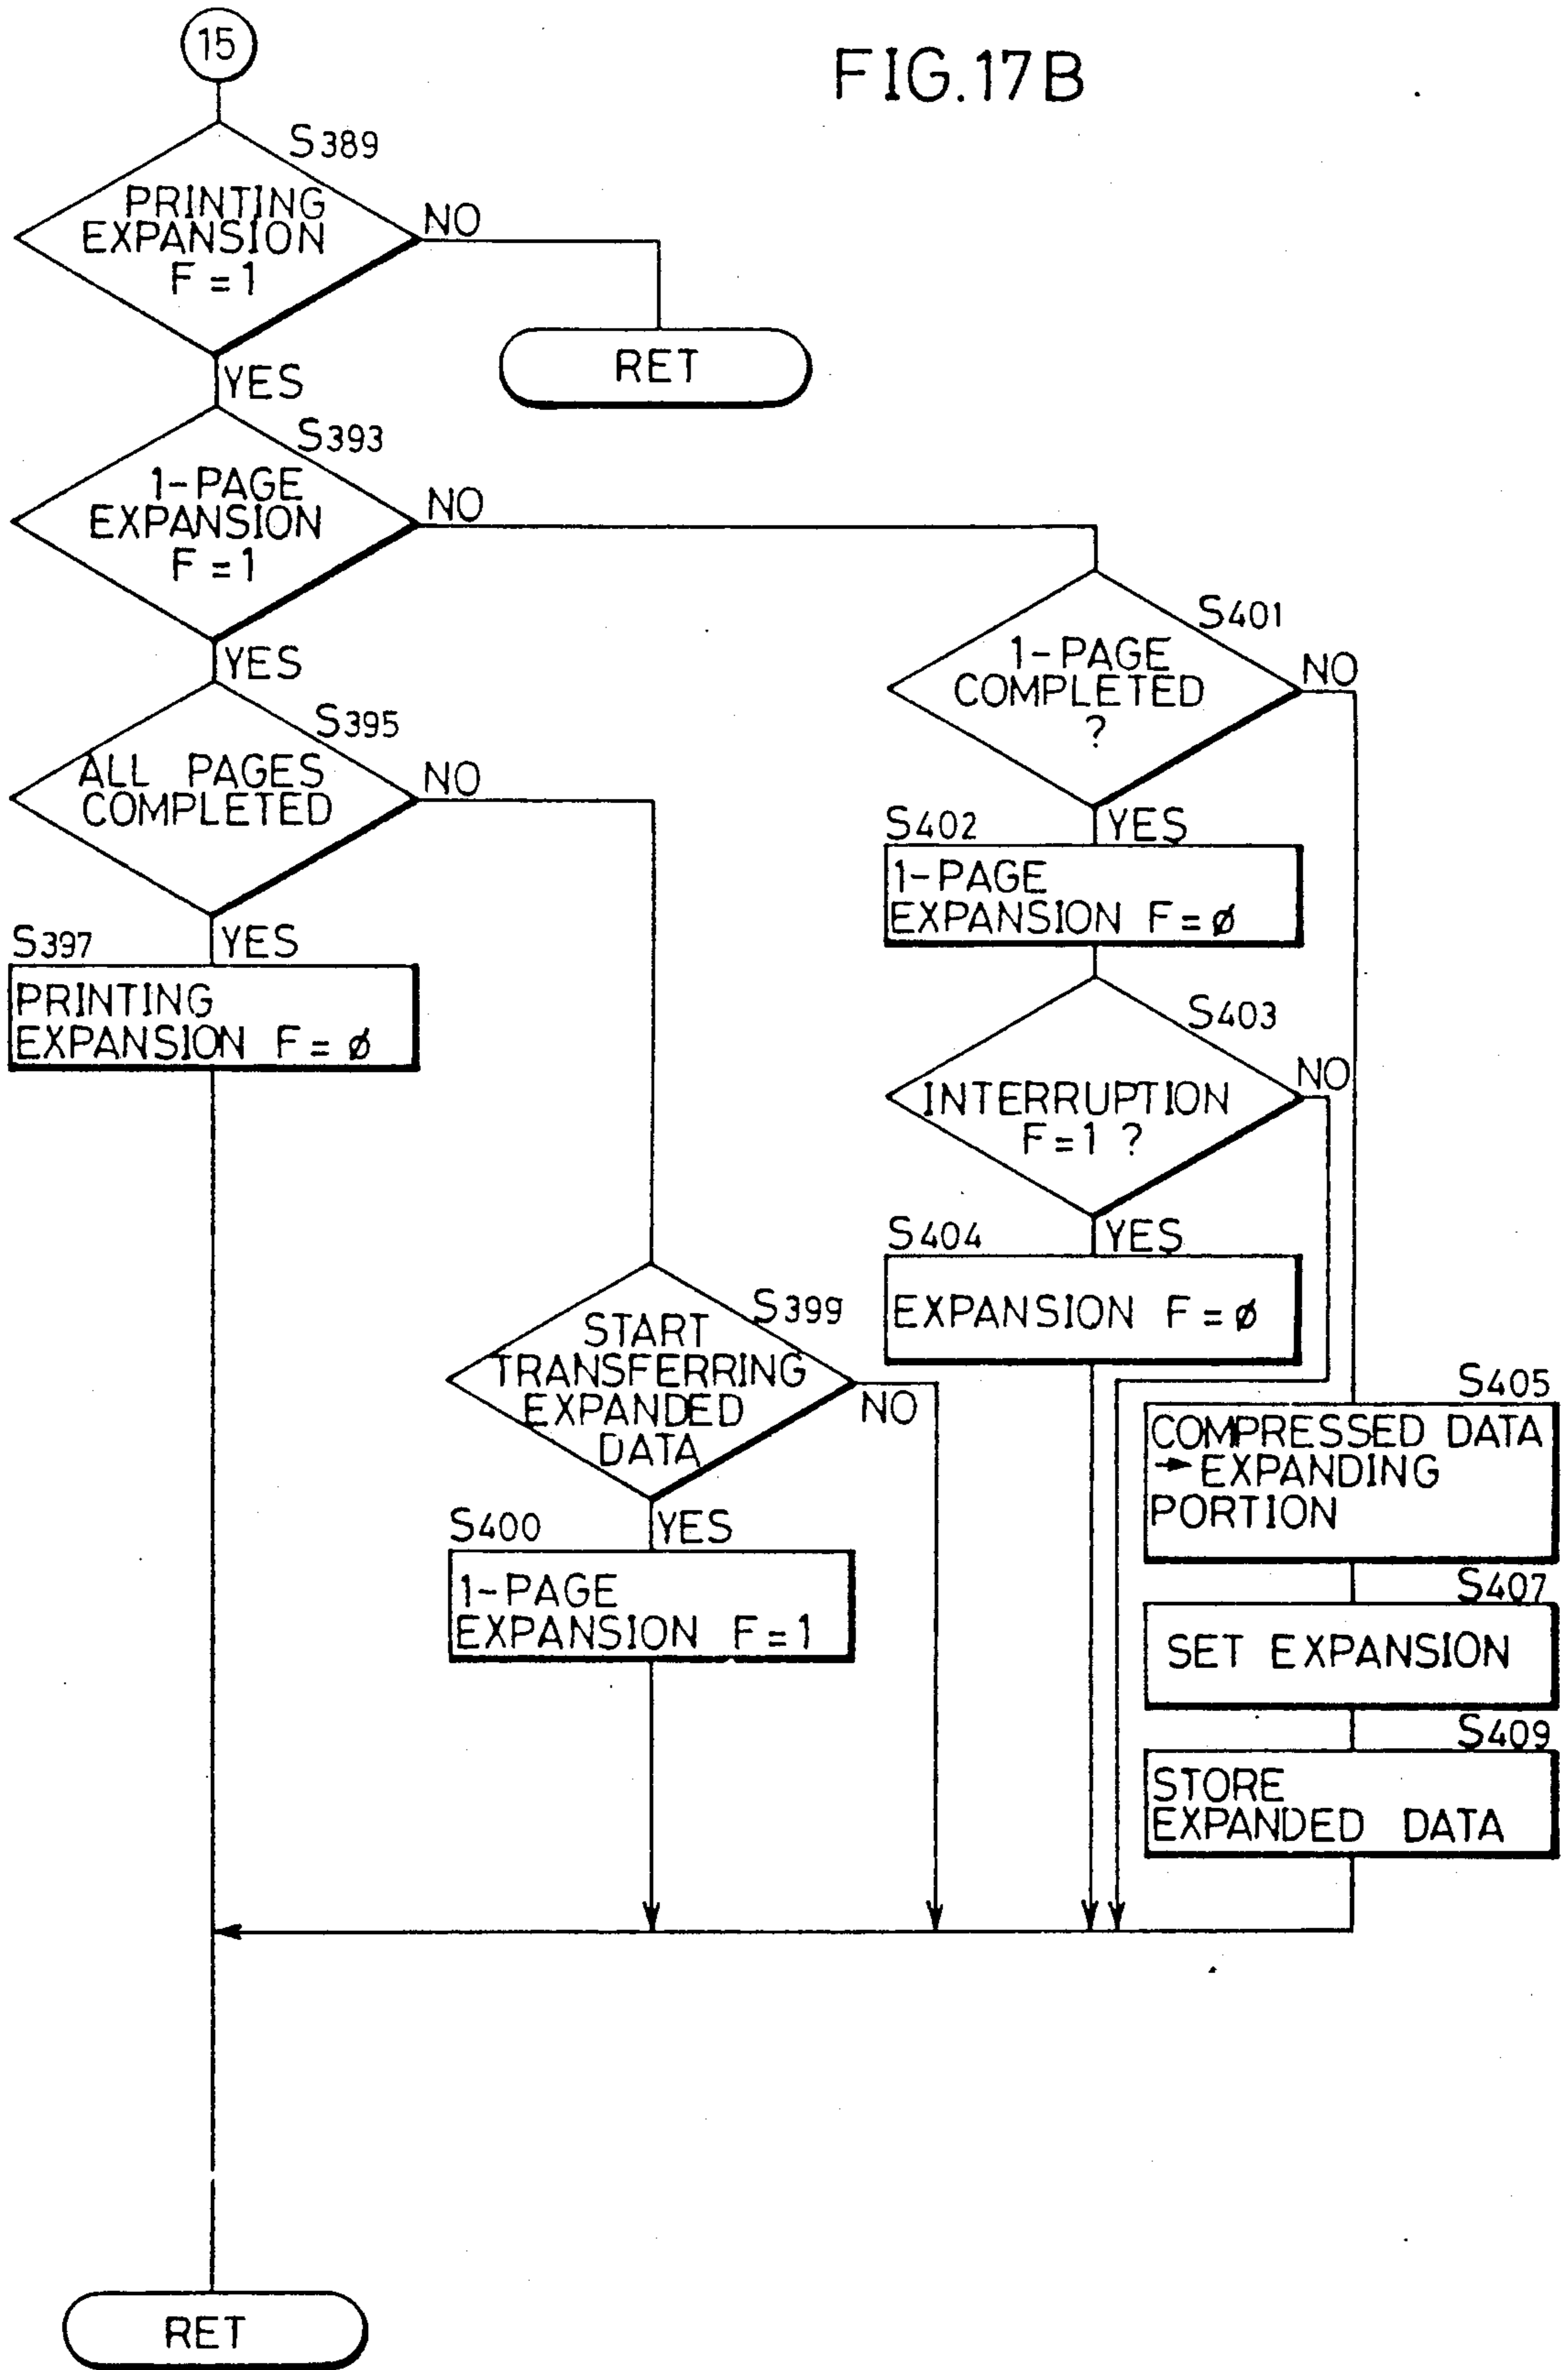 FIG.17B
15
S389
PRINTING
EXPANSION
F = 1
NO
RET
YES
S393
1-PAGE
EXPANSION
F = 1
NO
YES
S395
ALL PAGES
COMPLETED
NO
YES
S397
PRINTING
EXPANSION F = ø
S399
START
TRANSFERRING
EXPANDED
DATA
NO
YES
S400
1-PAGE
EXPANSION F = 1
S401
1-PAGE
COMPLETED
?
NO
YES
S402
1-PAGE
EXPANSION F = ø
S403
INTERRUPTION
F = 1 ?
NO
YES
S404
EXPANSION F = ø
S405
COMPRESSED DATA
→ EXPANDING
PORTION
S407
SET EXPANSION
S409
STORE
EXPANDED DATA
RET